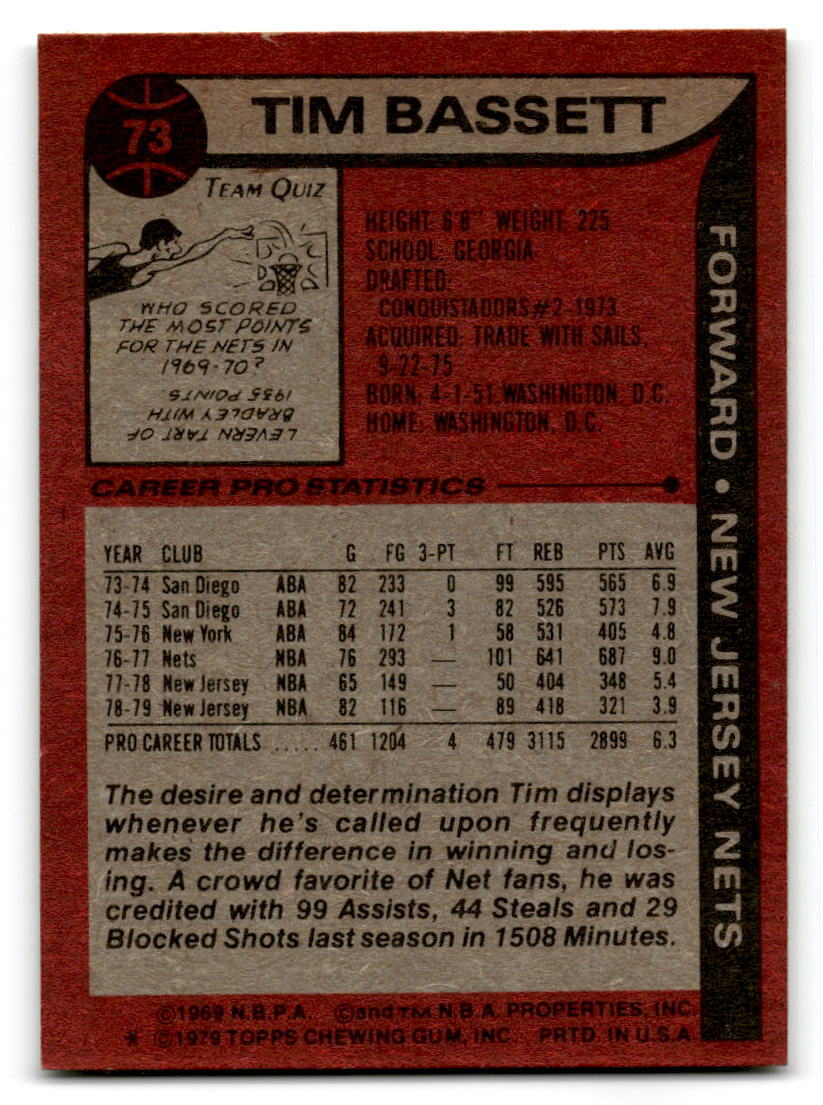 73
TIM BASSETT
TEAM QUIZ
WHO SCORED
THE MOST POINTS
FOR THE NETS IN
1969-70?
LEVERN TART OF
BRADLEY WITH
1935 POINTS
HEIGHT: 6'8" WEIGHT: 225
SCHOOL: GEORGIA
DRAFTED:
CONQUISTADORS #2-1973
ACQUIRED: TRADE WITH SAILS,
9-22-75
BORN: 4-1-51 WASHINGTON, D.C.
HOME: WASHINGTON, D.C.
FORWARD • NEW JERSEY NETS
CAREER PRO STATISTICS
YEAR CLUB G FG 3-PT FT REB PTS AVG
73-74 San Diego ABA 82 233 0 99 595 565 6.9
74-75 San Diego ABA 72 241 3 82 526 573 7.9
75-76 New York ABA 84 172 1 58 531 405 4.8
76-77 Nets NBA 76 293 — 101 641 687 9.0
77-78 New Jersey NBA 65 149 — 50 404 348 5.4
78-79 New Jersey NBA 82 116 — 89 418 321 3.9
PRO CAREER TOTALS ..... 461 1204 4 479 3115 2899 6.3
The desire and determination Tim displays
whenever he's called upon frequently
makes the difference in winning and los-
ing. A crowd favorite of Net fans, he was
credited with 99 Assists, 44 Steals and 29
Blocked Shots last season in 1508 Minutes.
©1969 N.B.P.A. ©and TM N.B.A. PROPERTIES, INC.
* ©1979 TOPPS CHEWING GUM, INC. PRTD. IN U.S.A